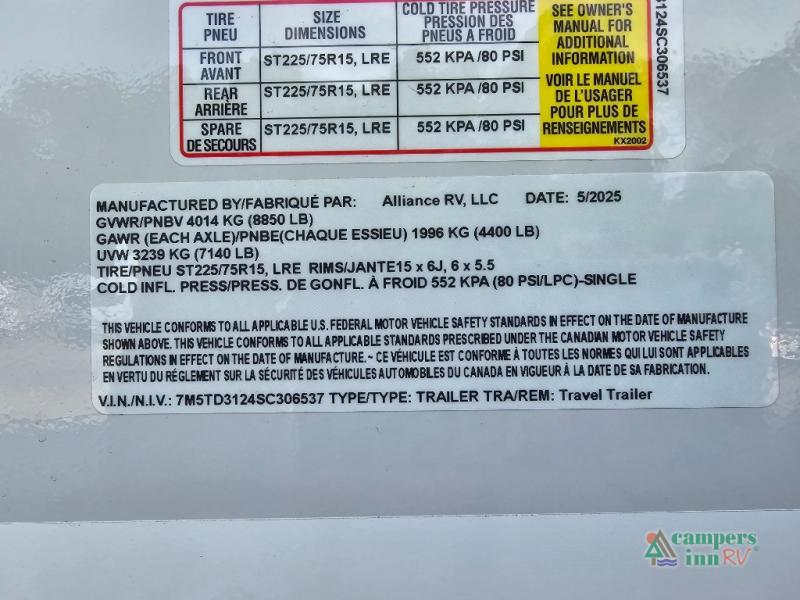 TIRE SIZE COLD TIRE PRESSURE
PNEU DIMENSIONS PRESSION DES
PNEUS A FROID
FRONT
AVANT ST225/75R15, LRE 552 KPA /80 PSI
REAR
ARRIÈRE ST225/75R15, LRE 552 KPA /80 PSI
SPARE
DE SECOURS ST225/75R15, LRE 552 KPA /80 PSI
SEE OWNER'S
MANUAL FOR
ADDITIONAL
INFORMATION
VOIR LE MANUEL
DE L'USAGER
POUR PLUS DE
RENSEIGNEMENTS
KX2002
3124SC306537
MANUFACTURED BY/FABRIQUÉ PAR: Alliance RV, LLC DATE: 5/2025
GVWR/PNBV 4014 KG (8850 LB)
GAWR (EACH AXLE)/PNBE(CHAQUE ESSIEU) 1996 KG (4400 LB)
UVW 3239 KG (7140 LB)
TIRE/PNEU ST225/75R15, LRE RIMS/JANTE15 x 6J, 6 x 5.5
COLD INFL. PRESS/PRESS. DE GONFL. À FROID 552 KPA (80 PSI/LPC)-SINGLE
THIS VEHICLE CONFORMS TO ALL APPLICABLE U.S. FEDERAL MOTOR VEHICLE SAFETY STANDARDS IN EFFECT ON THE DATE OF MANUFACTURE
SHOWN ABOVE. THIS VEHICLE CONFORMS TO ALL APPLICABLE STANDARDS PRESCRIBED UNDER THE CANADIAN MOTOR VEHICLE SAFETY
REGULATIONS IN EFFECT ON THE DATE OF MANUFACTURE.~ CE VÉHICULE EST CONFORME À TOUTES LES NORMES QUI LUI SONT APPLICABLES
EN VERTU DU RÈGLEMENT SUR LA SÉCURITÉ DES VÉHICULES AUTOMOBILES DU CANADA EN VIGUEUR À LA DATE DE SA FABRICATION.
V.I.N./N.I.V.: 7M5TD3124SC306537 TYPE/TYPE: TRAILER TRA/REM: Travel Trailer
campers
inn RV